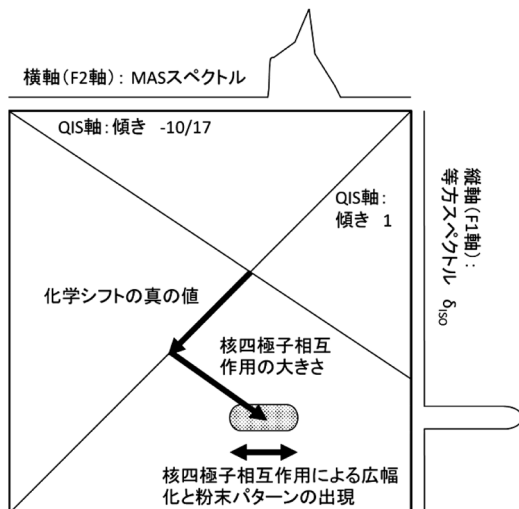 横軸(F2軸): MASスペクトル
QIS軸:傾き -10/17
QIS軸:
傾き 1
縦軸(F1軸):
等方スペクトル δISO
化学シフトの真の値
核四極子相互
作用の大きさ
核四極子相互作用による広幅
化と粉末パターンの出現